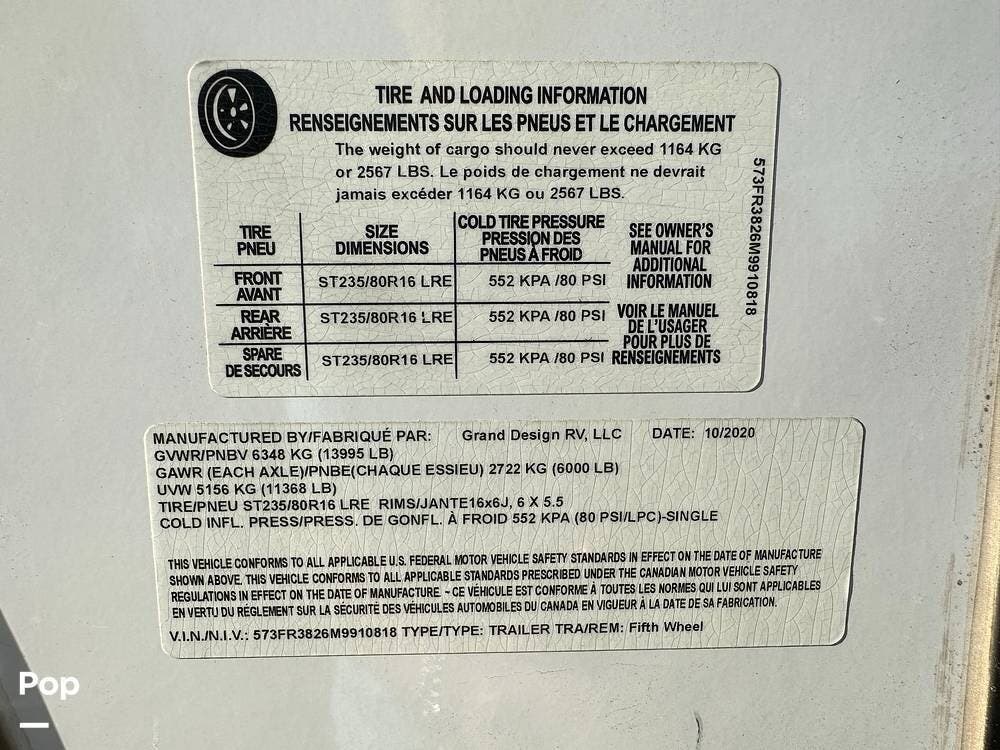 TIRE AND LOADING INFORMATION
RENSEIGNEMENTS SUR LES PNEUS ET LE CHARGEMENT
The weight of cargo should never exceed 1164 KG
or 2567 LBS. Le poids de chargement ne devrait
jamais excéder 1164 KG ou 2567 LBS.
573FR3826M9910818
TIRE
PNEU
SIZE
DIMENSIONS
COLD TIRE PRESSURE
PRESSION DES
PNEUS À FROID
FRONT
AVANT
ST235/80R16 LRE
552 KPA /80 PSI
REAR
ARRIÈRE
ST235/80R16 LRE
552 KPA /80 PSI
SPARE
DE SECOURS
ST235/80R16 LRE
552 KPA /80 PSI
SEE OWNER'S
MANUAL FOR
ADDITIONAL
INFORMATION
VOIR LE MANUEL
DE L'USAGER
POUR PLUS DE
RENSEIGNEMENTS
MANUFACTURED BY/FABRIQUÉ PAR: Grand Design RV, LLC DATE: 10/2020
GVWR/PNBV 6348 KG (13995 LB)
GAWR (EACH AXLE)/PNBE(CHAQUE ESSIEU) 2722 KG (6000 LB)
UVW 5156 KG (11368 LB)
TIRE/PNEU ST235/80R16 LRE RIMS/JANTE16x6J, 6 X 5.5
COLD INFL. PRESS/PRESS. DE GONFL. À FROID 552 KPA (80 PSI/LPC)-SINGLE
THIS VEHICLE CONFORMS TO ALL APPLICABLE U.S. FEDERAL MOTOR VEHICLE SAFETY STANDARDS IN EFFECT ON THE DATE OF MANUFACTURE
SHOWN ABOVE. THIS VEHICLE CONFORMS TO ALL APPLICABLE STANDARDS PRESCRIBED UNDER THE CANADIAN MOTOR VEHICLE SAFETY
REGULATIONS IN EFFECT ON THE DATE OF MANUFACTURE. - CE VÉHICULE EST CONFORME À TOUTES LES NORMES QUI LUI SONT APPLICABLES
EN VERTU DU RÉGLEMENT SUR LA SÉCURITÉ DES VÉHICULES AUTOMOBILES DU CANADA EN VIGUEUR À LA DATE DE SA FABRICATION.
V.I.N./N.I.V.: 573FR3826M9910818 TYPE/TYPE: TRAILER TRA/REM: Fifth Wheel
Pop